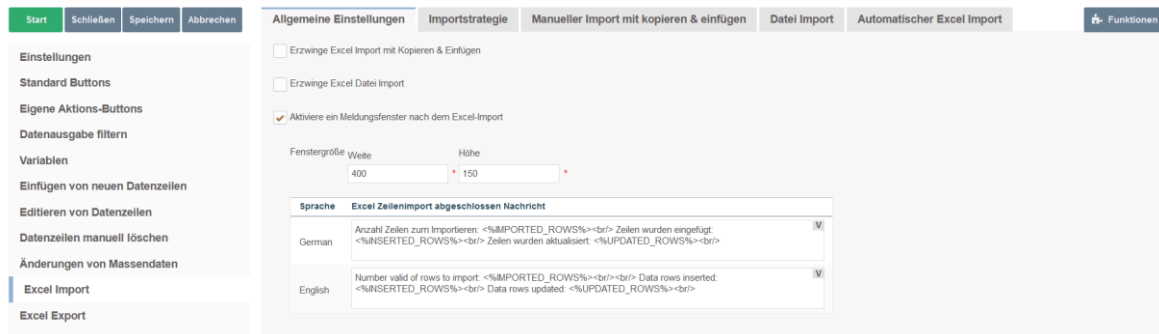 Start Schließen Speichern Abbrechen
Allgemeine Einstellungen Importstrategie Manueller Import mit kopieren & einfügen Datei Import Automatischer Excel Import
Funktionen
Einstellungen
Standard Buttons
Eigene Aktions-Buttons
Datenausgabe filtern
Variablen
Einfügen von neuen Datenzeilen
Editieren von Datenzeilen
Datenzeilen manuell löschen
Änderungen von Massendaten
Excel Import
Excel Export
Erzwinge Excel Import mit Kopieren & Einfügen
Erzwinge Excel Datei Import
Aktiviere ein Meldungsfenster nach dem Excel-Import
Fenstergröße Weite Höhe
400 * 150 *
Sprache Excel Zeilenimport abgeschlossen Nachricht
German
Anzahl Zeilen zum Importieren: <%IMPORTED_ROWS%><br/> Zeilen wurden eingefügt:
<%INSERTED_ROWS%><br/> Zeilen wurden aktualisiert: <%UPDATED_ROWS%><br/>
V
English
Number valid of rows to import: <%IMPORTED_ROWS%><br/><br/> Data rows inserted:
<%INSERTED_ROWS%><br/> Data rows updated: <%UPDATED_ROWS%><br/>
V